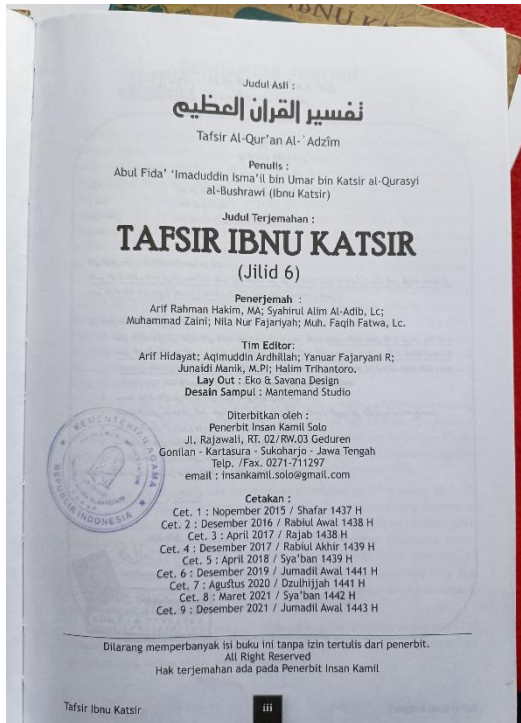 IBNU
Judul Asli :
تفسير القران العظيم
Tafsir Al-Qur'an Al-`Adzîm
Penulis :
Abul Fida' 'Imaduddin Isma'il bin Umar bin Katsir al-Qurasyi
al-Bushrawi (Ibnu Katsir)
Judul Terjemahan :
TAFSIR IBNU KATSIR
(Jilid 6)
Penerjemah :
Arif Rahman Hakim, MA; Syahirul Alim Al-Adib, Lc;
Muhammad Zaini; Nila Nur Fajariyah; Muh. Faqih Fatwa, Lc.
Tim Editor:
Arif Hidayat; Aqimuddin Ardhillah; Yanuar Fajaryani R;
Junaidi Manik, M.PI; Halim Trihantoro.
Lay Out : Eko & Savana Design
Desain Sampul : Mantemand Studio
Diterbitkan oleh :
Penerbit Insan Kamil Solo
Jl. Rajawali, RT. 02/RW.03 Geduren
Gonilan - Kartasura - Sukoharjo - Jawa Tengah
Telp. /Fax. 0271-711297
email : insankamil.solo@gmail.com
KEMENTERIAN AGAMA
REPUBLIK INDONESIA
Cetakan :
Cet. 1 : Nopember 2015 / Shafar 1437 H
Cet. 2 : Desember 2016 / Rabiul Awal 1438 H
Cet. 3 : April 2017 / Rajab 1438 H
Cet. 4 : Desember 2017 / Rabiul Akhir 1439 H
Cet. 5 : April 2018 / Sya'ban 1439 H
Cet. 6 : Desember 2019 / Jumadil Awal 1441 H
Cet. 7 : Agustus 2020 / Dzulhijjah 1441 H
Cet. 8 : Maret 2021 / Sya'ban 1442 H
Cet. 9 : Desember 2021 / Jumadil Awal 1443 H
Dilarang memperbanyak isi buku ini tanpa izin tertulis dari penerbit.
All Right Reserved
Hak terjemahan ada pada Penerbit Insan Kamil
Tafsir Ibnu Katsir
iii